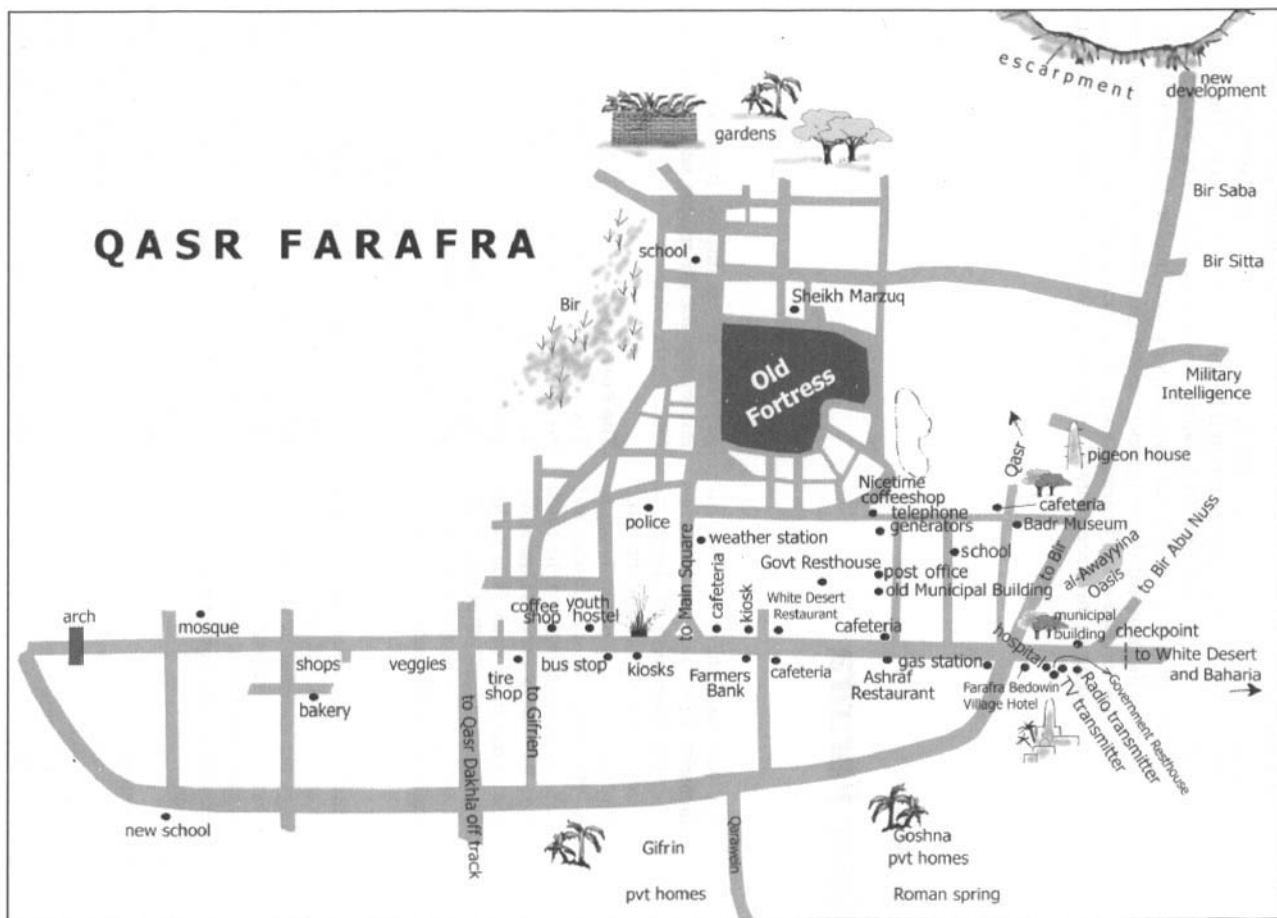 escarpment
new
development
gardens
Bir Saba
QASR FARAFRA
school
Bir Sitta
Bir
Sheikh Marzuq
Old
Fortress
Military
Intelligence
Qasr
pigeon house
Nicetime
coffeeshop
telephone
generators
cafeteria
Badr Museum
police
weather station
to Main Square
school
to Bir
al-Awayyina
Oasis
to Bir Abu Nuss
Govt Resthouse
post office
old Municipal Building
White Desert
Restaurant
cafeteria
kiosk
cafeteria
arch
mosque
coffee
shop
youth
hostel
hospital
municipal
building
checkpoint
to White Desert
and Baharia
shops
veggies
tire
shop
bus stop
kiosks
Farmers
Bank
cafeteria
Ashraf
Restaurant
gas station
Farafra Bedowin
Village Hotel
TV transmitter
Radio transmitter
Government Resthouse
bakery
to Qasr Dakhla off track
to Gifrien
new school
Gifrin
pvt homes
Qarawein
Goshna
pvt homes
Roman spring